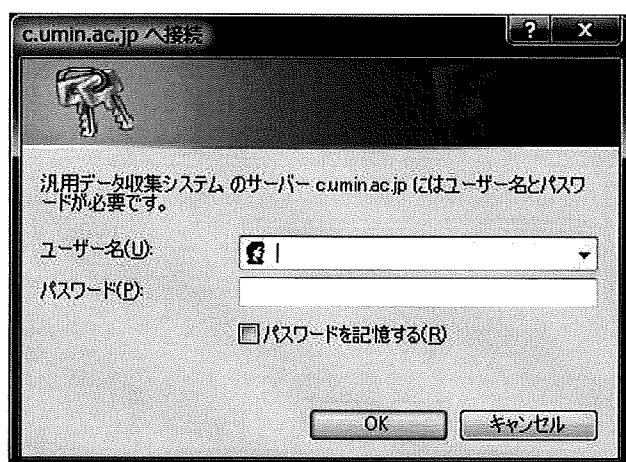 c.umin.ac.jp へ接続
汎用データ収集システム のサーバー c.umin.ac.jp にはユーザー名とパスワ
ードが必要です。
ユーザー名(U):
パスワード(P):
パスワードを記憶する(R)
OK キャンセル